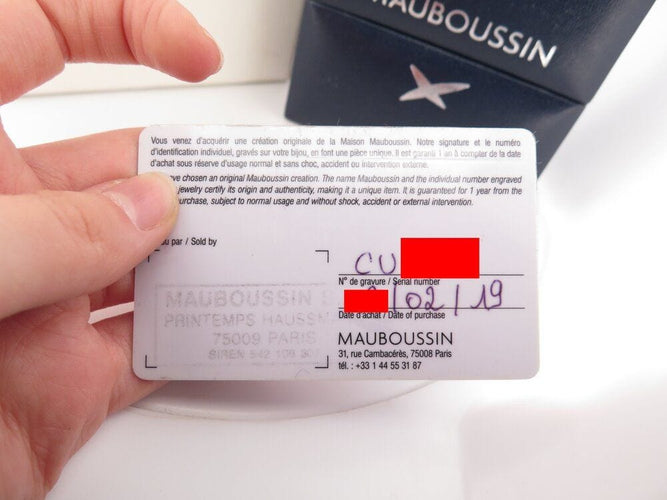 MAUBOUSSIN
Vous venez d'acquérir une création originale de la Maison Mauboussin. Notre signature et le numéro
d'identification individuel, gravés sur votre bijou, en font une pièce unique. Il est garanti 1 an à compter de la date
d'achat sous réserve d'usage normal et sans choc, accident ou intervention externe.
have chosen an original Mauboussin creation. The name Mauboussin and the individual number engraved
jewelry certify its origin and authenticity, making it a unique item. It is guaranteed for 1 year from the
purchase, subject to normal usage and without shock, accident or external intervention.
par / Sold by
CU
N° de gravure / Serial number
/02/19
Date d'achat / Date of purchase
MAUBOUSSIN S
PRINTEMPS HAUSSM
75009 PARIS
SIREN 542
MAUBOUSSIN
31, rue Cambacérès, 75008 Paris
tél. : +33 1 44 55 31 87